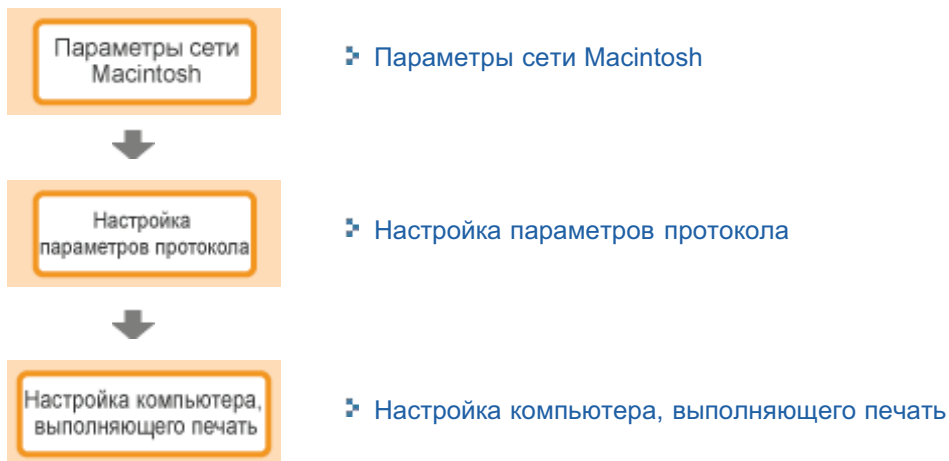 Параметры сети
Macintosh
Параметры сети Macintosh
Настройка
параметров протокола
Настройка параметров протокола
Настройка компьютера,
выполняющего печать
Настройка компьютера, выполняющего печать